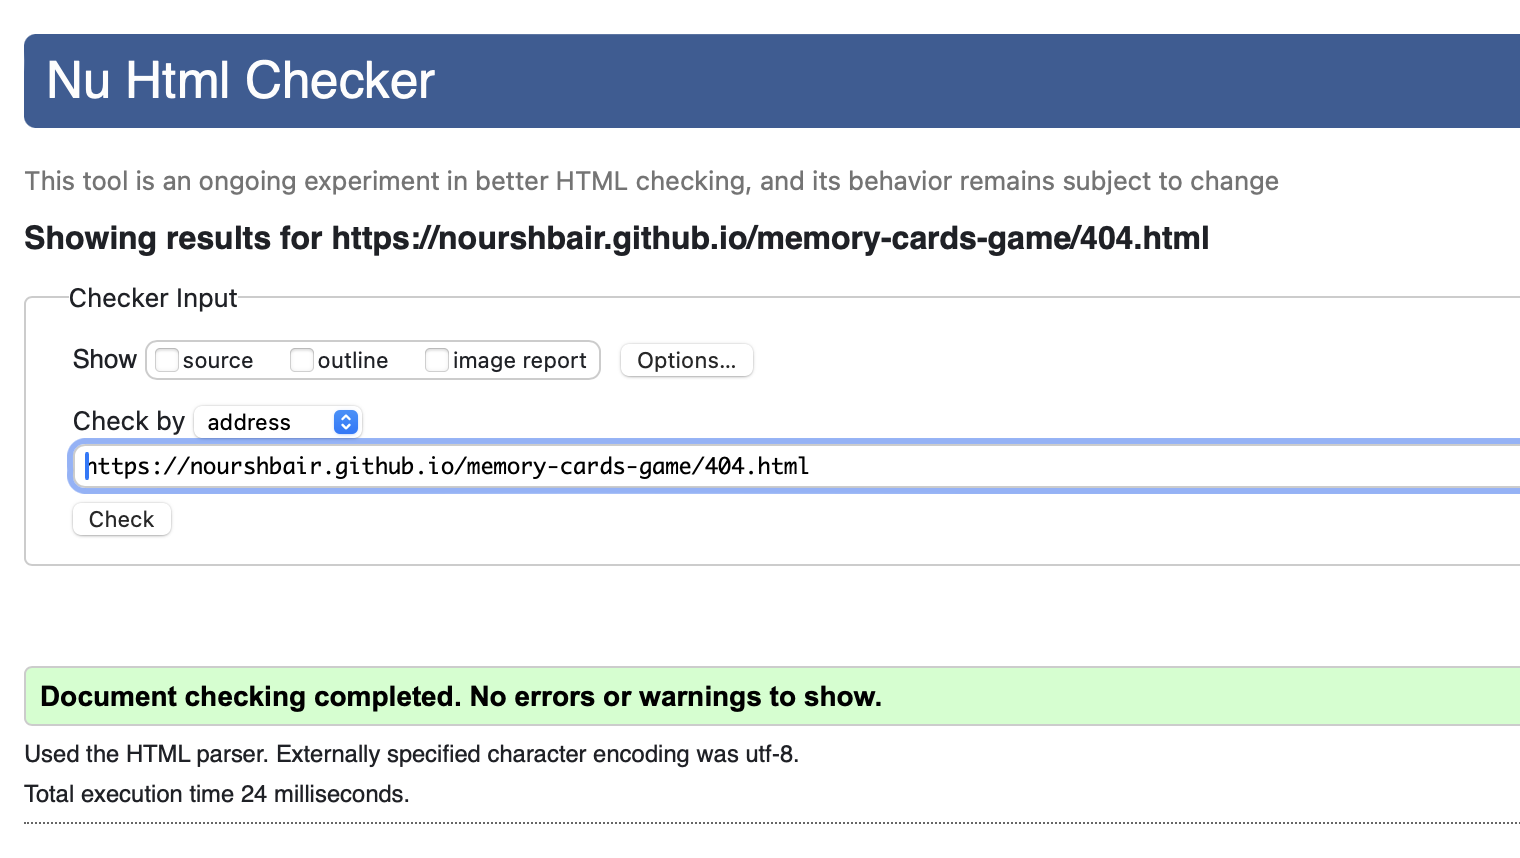 Nu Html Checker
This tool is an ongoing experiment in better HTML checking, and its behavior remains subject to change
Showing results for https://nourshbair.github.io/memory-cards-game/404.html
Checker Input
Show source outline image report Options...
Check by address
https://nourshbair.github.io/memory-cards-game/404.html
Check
Document checking completed. No errors or warnings to show.
Used the HTML parser. Externally specified character encoding was utf-8.
Total execution time 24 milliseconds.